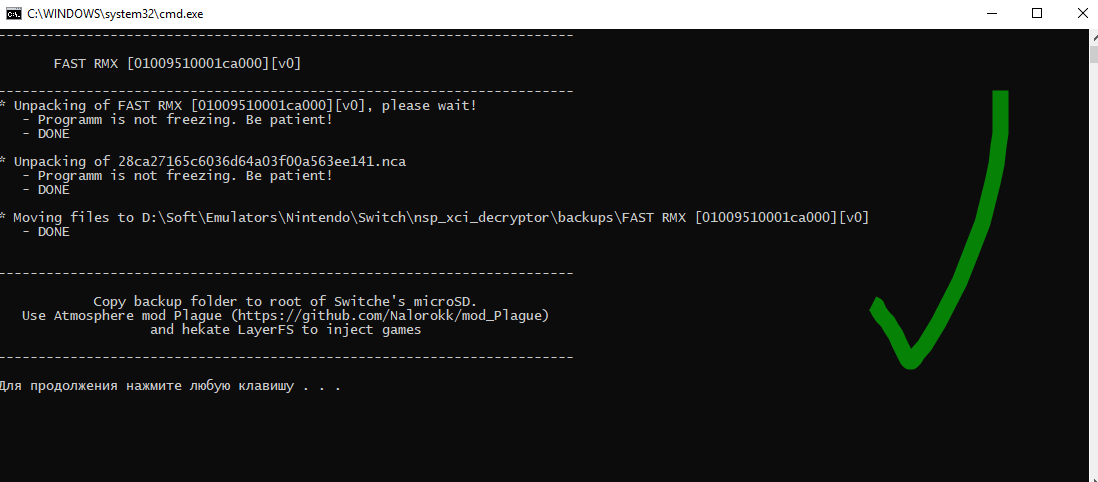 C:\WINDOWS\system32\cmd.exe
------------------------------------------------------------------------
FAST RMX [01009510001ca000][v0]
------------------------------------------------------------------------
* Unpacking of FAST RMX [01009510001ca000][v0], please wait!
- Programm is not freezing. Be patient!
- DONE
* Unpacking of 28ca27165c6036d64a03f00a563ee141.nca
- Programm is not freezing. Be patient!
- DONE
* Moving files to D:\Soft\Emulators\Nintendo\Switch\nsp_xci_decryptor\backups\FAST RMX [01009510001ca000][v0]
- DONE
------------------------------------------------------------------------
Copy backup folder to root of Switche's microSD.
Use Atmosphere mod Plague (https://github.com/Nalorokk/mod_Plague)
and hekate LayerFS to inject games
------------------------------------------------------------------------
Для продолжения нажмите любую клавишу . . .